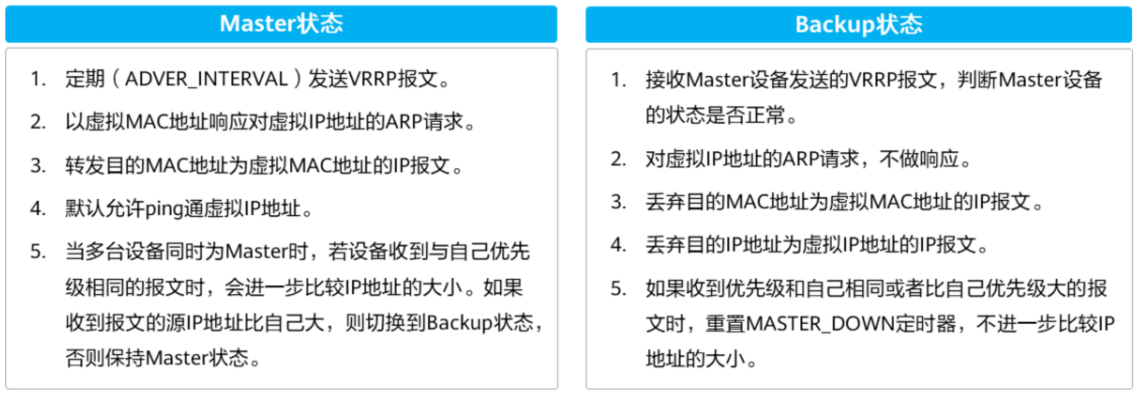 Master状态
1. 定期（ADVER_INTERVAL）发送VRRP报文。
2. 以虚拟MAC地址响应对虚拟IP地址的ARP请求。
3. 转发目的MAC地址为虚拟MAC地址的IP报文。
4. 默认允许ping通虚拟IP地址。
5. 当多台设备同时为Master时，若设备收到与自己优先
级相同的报文时，会进一步比较IP地址的大小。如果
收到报文的源IP地址比自己大，则切换到Backup状态，
否则保持Master状态。
Backup状态
1. 接收Master设备发送的VRRP报文，判断Master设备
的状态是否正常。
2. 对虚拟IP地址的ARP请求，不做响应。
3. 丢弃目的MAC地址为虚拟MAC地址的IP报文。
4. 丢弃目的IP地址为虚拟IP地址的IP报文。
5. 如果收到优先级和自己相同或者比自己优先级大的报
文时，重置MASTER_DOWN定时器，不进一步比较IP
地址的大小。